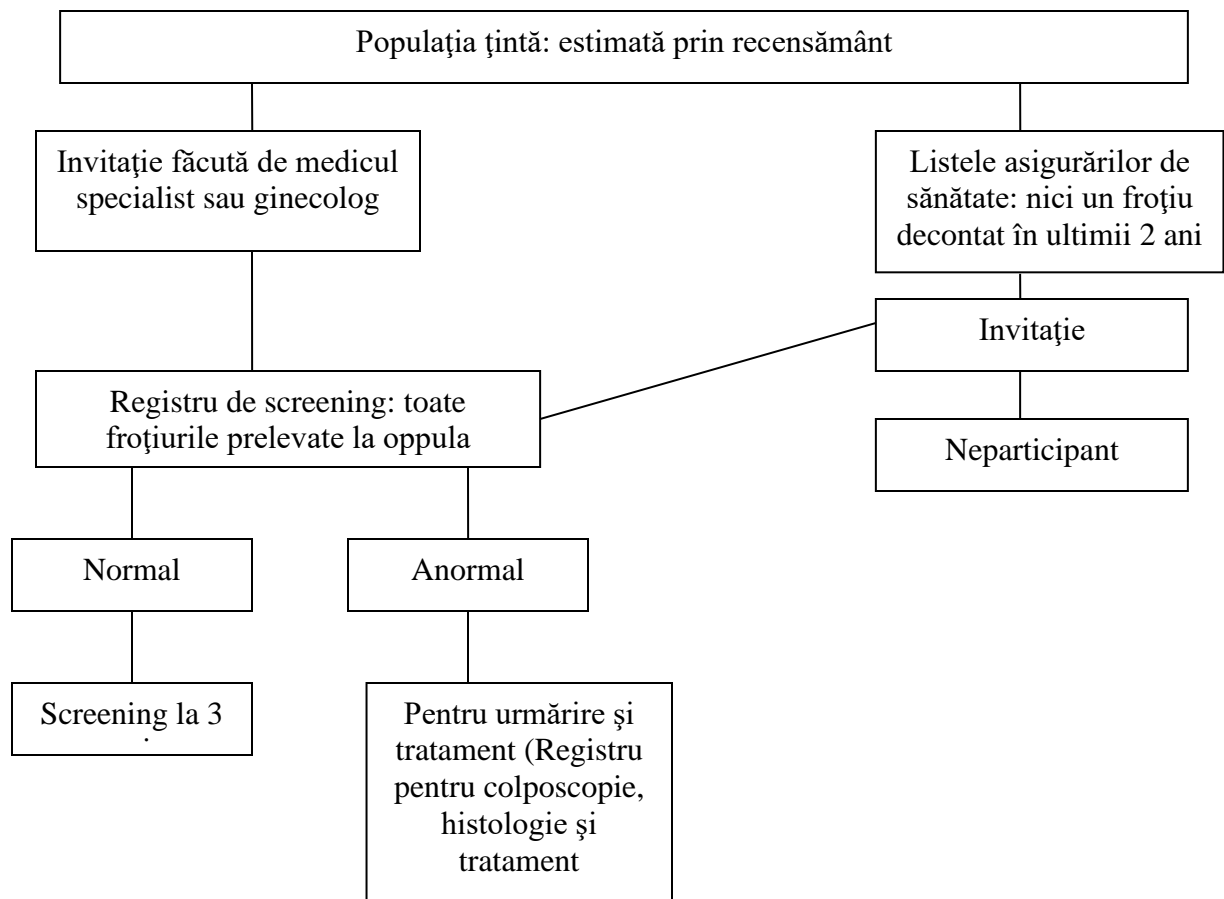 Populaţia ţintă: estimată prin recensământ
Invitaţie făcută de medicul
specialist sau ginecolog
Listele asigurărilor de
sănătate: nici un froţiu
decontat în ultimii 2 ani
Invitaţie
Registru de screening: toate
froţiurile prelevate la oppula
Neparticipant
Normal
Anormal
Screening la 3
Pentru urmărire şi
tratament (Registru
pentru colposcopie,
histologie şi
tratament